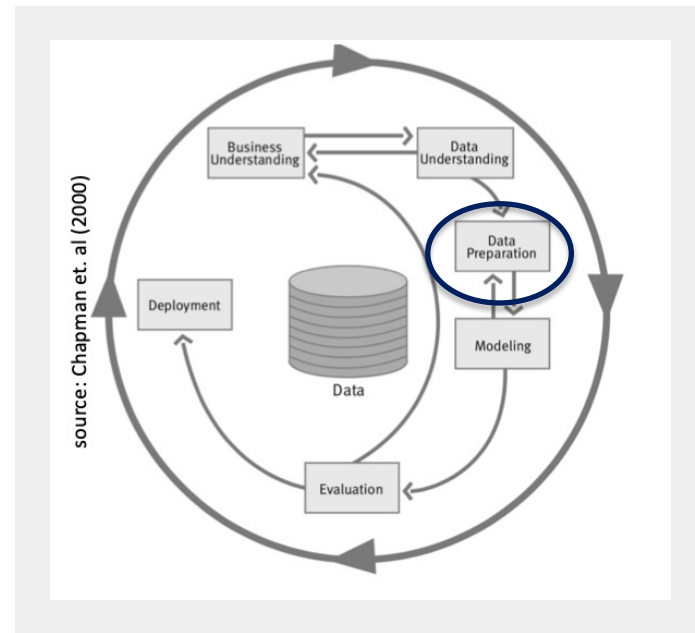 source: Chapman et. al (2000)
Business
Understanding
Data
Understanding
Data
Preparation
Deployment
Modeling
Data
Evaluation